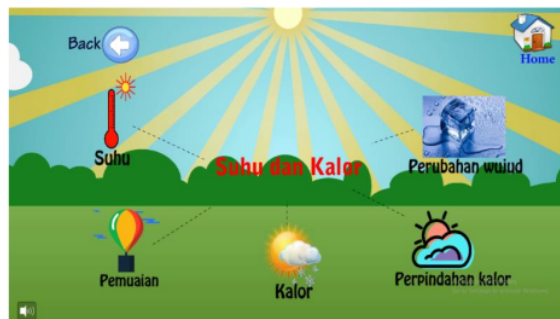 Back
Home
Suhu
Suhu dan Kalor
Perubahan wujud
Pemuaian
Kalor
Perpindahan kalor